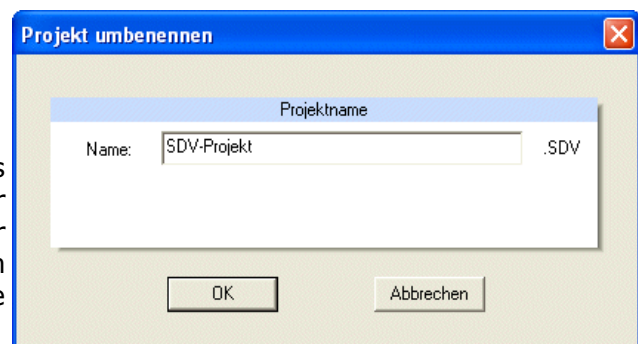 Projekt umbenennen
Projektname
Name: SDV-Projekt .SDV
OK Abbrechen